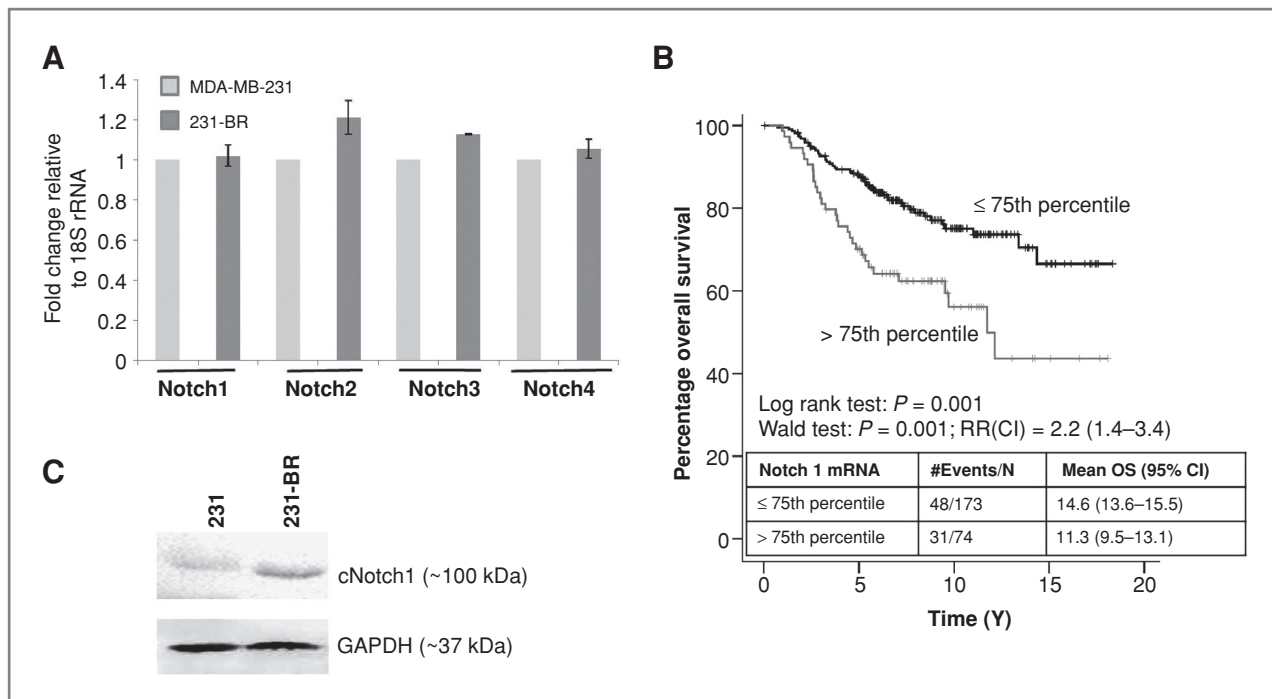 A
1.4
1.2
1
0.8
0.6
0.4
0.2
0
Fold change relative
to 18S rRNA
MDA-MB-231
231-BR
Notch1 Notch2 Notch3 Notch4
B
100
80
60
40
20
0
Percentage overall survival
≤ 75th percentile
> 75th percentile
Log rank test: P = 0.001
Wald test: P = 0.001; RR(CI) = 2.2 (1.4–3.4)
Notch 1 mRNA #Events/N Mean OS (95% CI)
≤ 75th percentile 48/173 14.6 (13.6–15.5)
> 75th percentile 31/74 11.3 (9.5–13.1)
0 5 10 15 20
Time (Y)
C
231 231-BR
cNotch1 (~100 kDa)
GAPDH (~37 kDa)